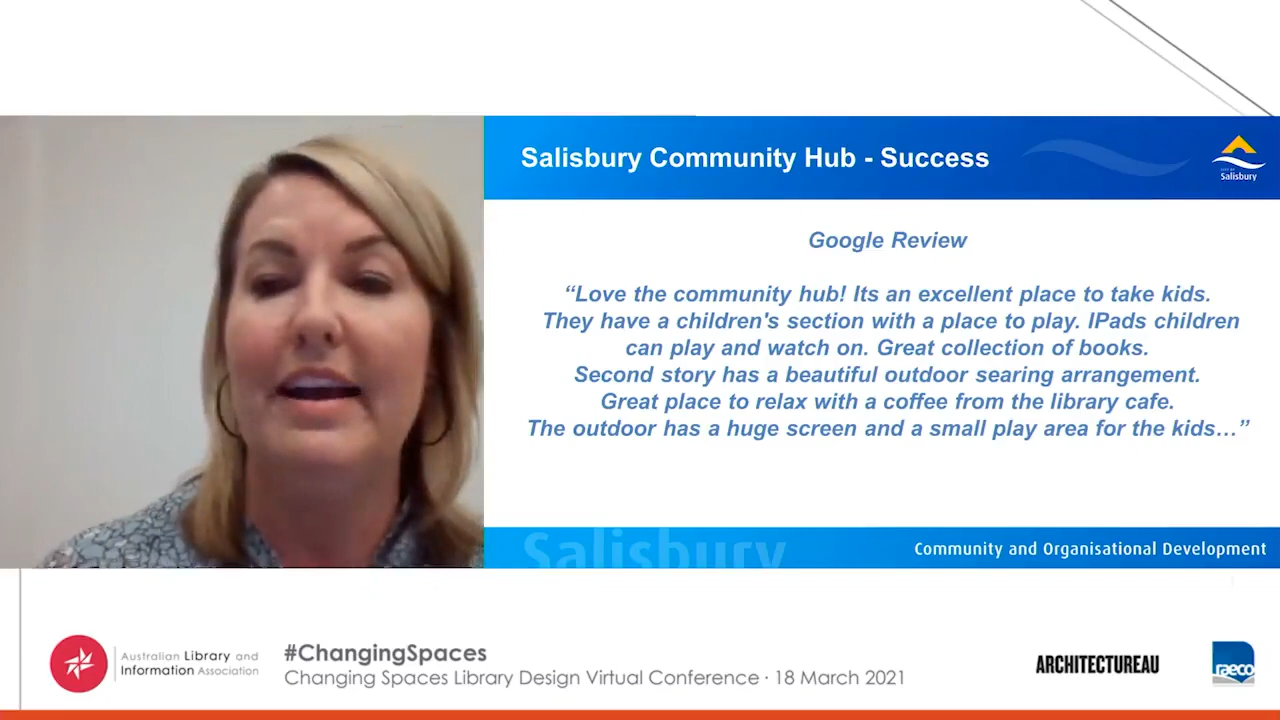 Salisbury Community Hub - Success
Salisbury
Google Review
“Love the community hub! Its an excellent place to take kids.
They have a children's section with a place to play. IPads children
can play and watch on. Great collection of books.
Second story has a beautiful outdoor searing arrangement.
Great place to relax with a coffee from the library cafe.
The outdoor has a huge screen and a small play area for the kids…”
Salisbury
Community and Organisational Development
Australian Library and
Information Association
#ChangingSpaces
Changing Spaces Library Design Virtual Conference · 18 March 2021
ARCHITECTUREAU
raeco